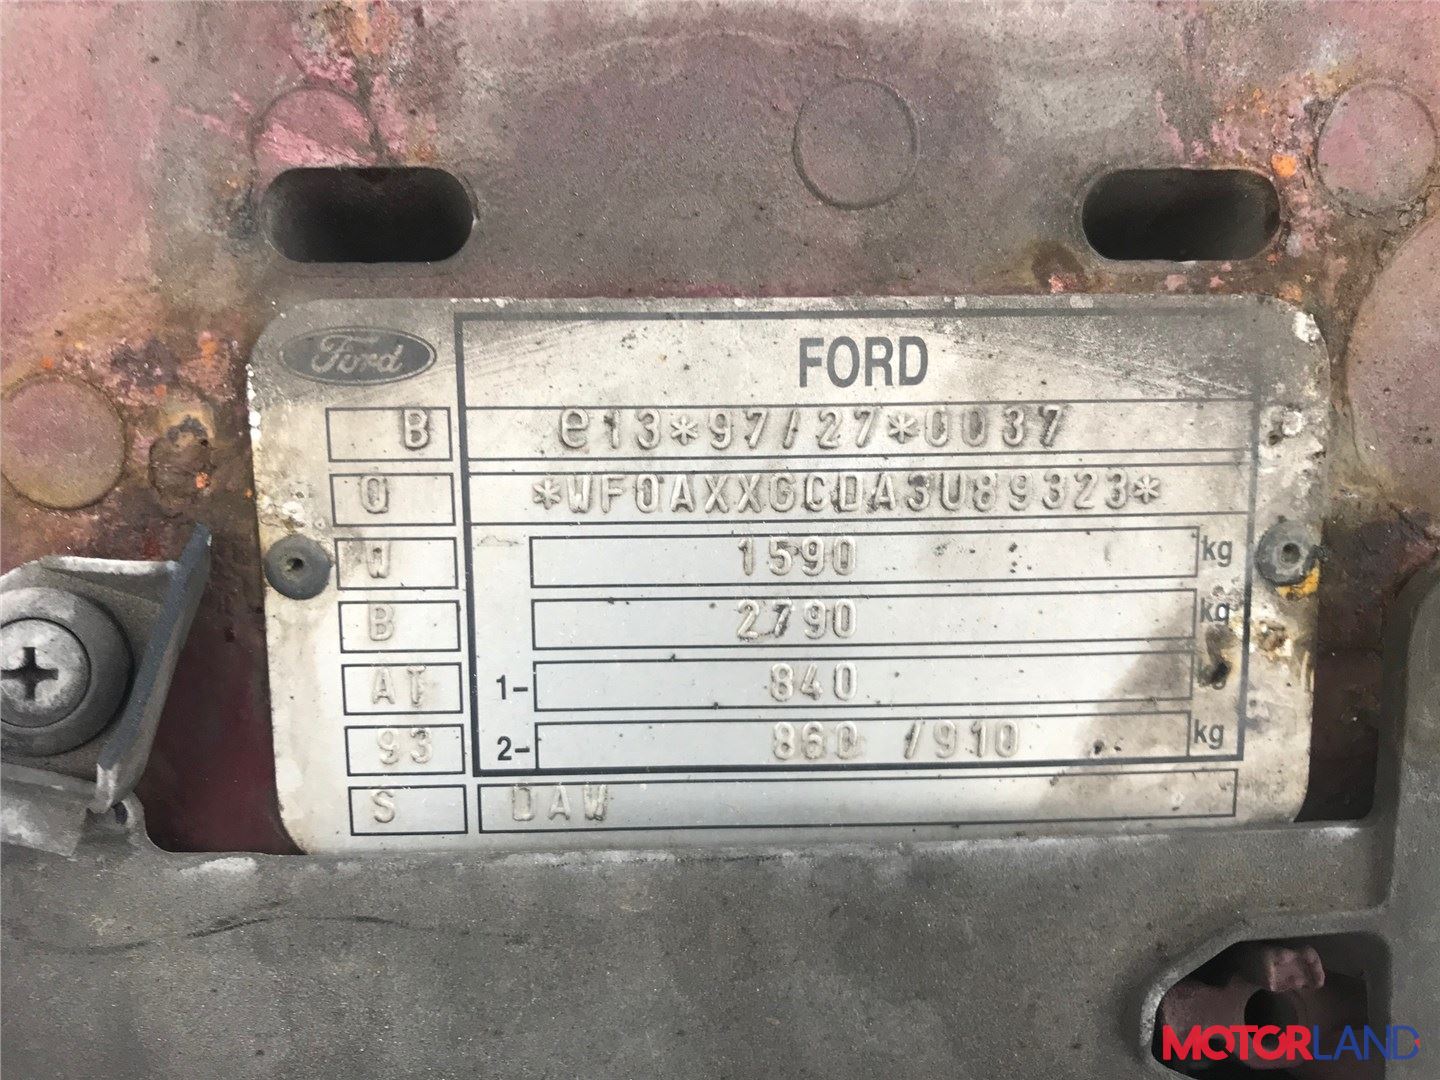 Ford FORD
B e13*97/27*0037
Q *WF0AXXGCDA3U89323*
W 1590 kg
B 2790 kg
AT 1- 840
93 2- 860 /910 kg
S DAW
MOTORLAND